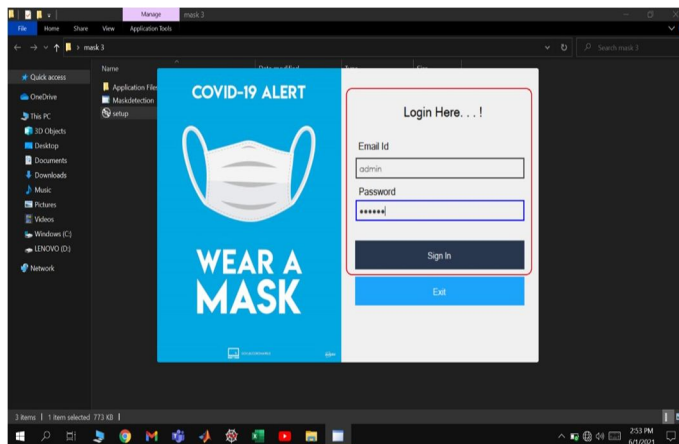 Manage
mask 3
File
Home
Share
View
Application Tools
mask 3
Search mask 3
Quick access
OneDrive
This PC
3D Objects
Desktop
Documents
Downloads
Music
Pictures
Videos
Windows (C:)
LENOVO (D:)
Network
Name
Application Files
Maskdetection
setup
COVID-19 ALERT
WEAR A
MASK
Login Here. . . !
Email Id
admin
Password
Sign In
Exit
3 items
1 item selected 773 KB
2:53 PM
6/1/2021